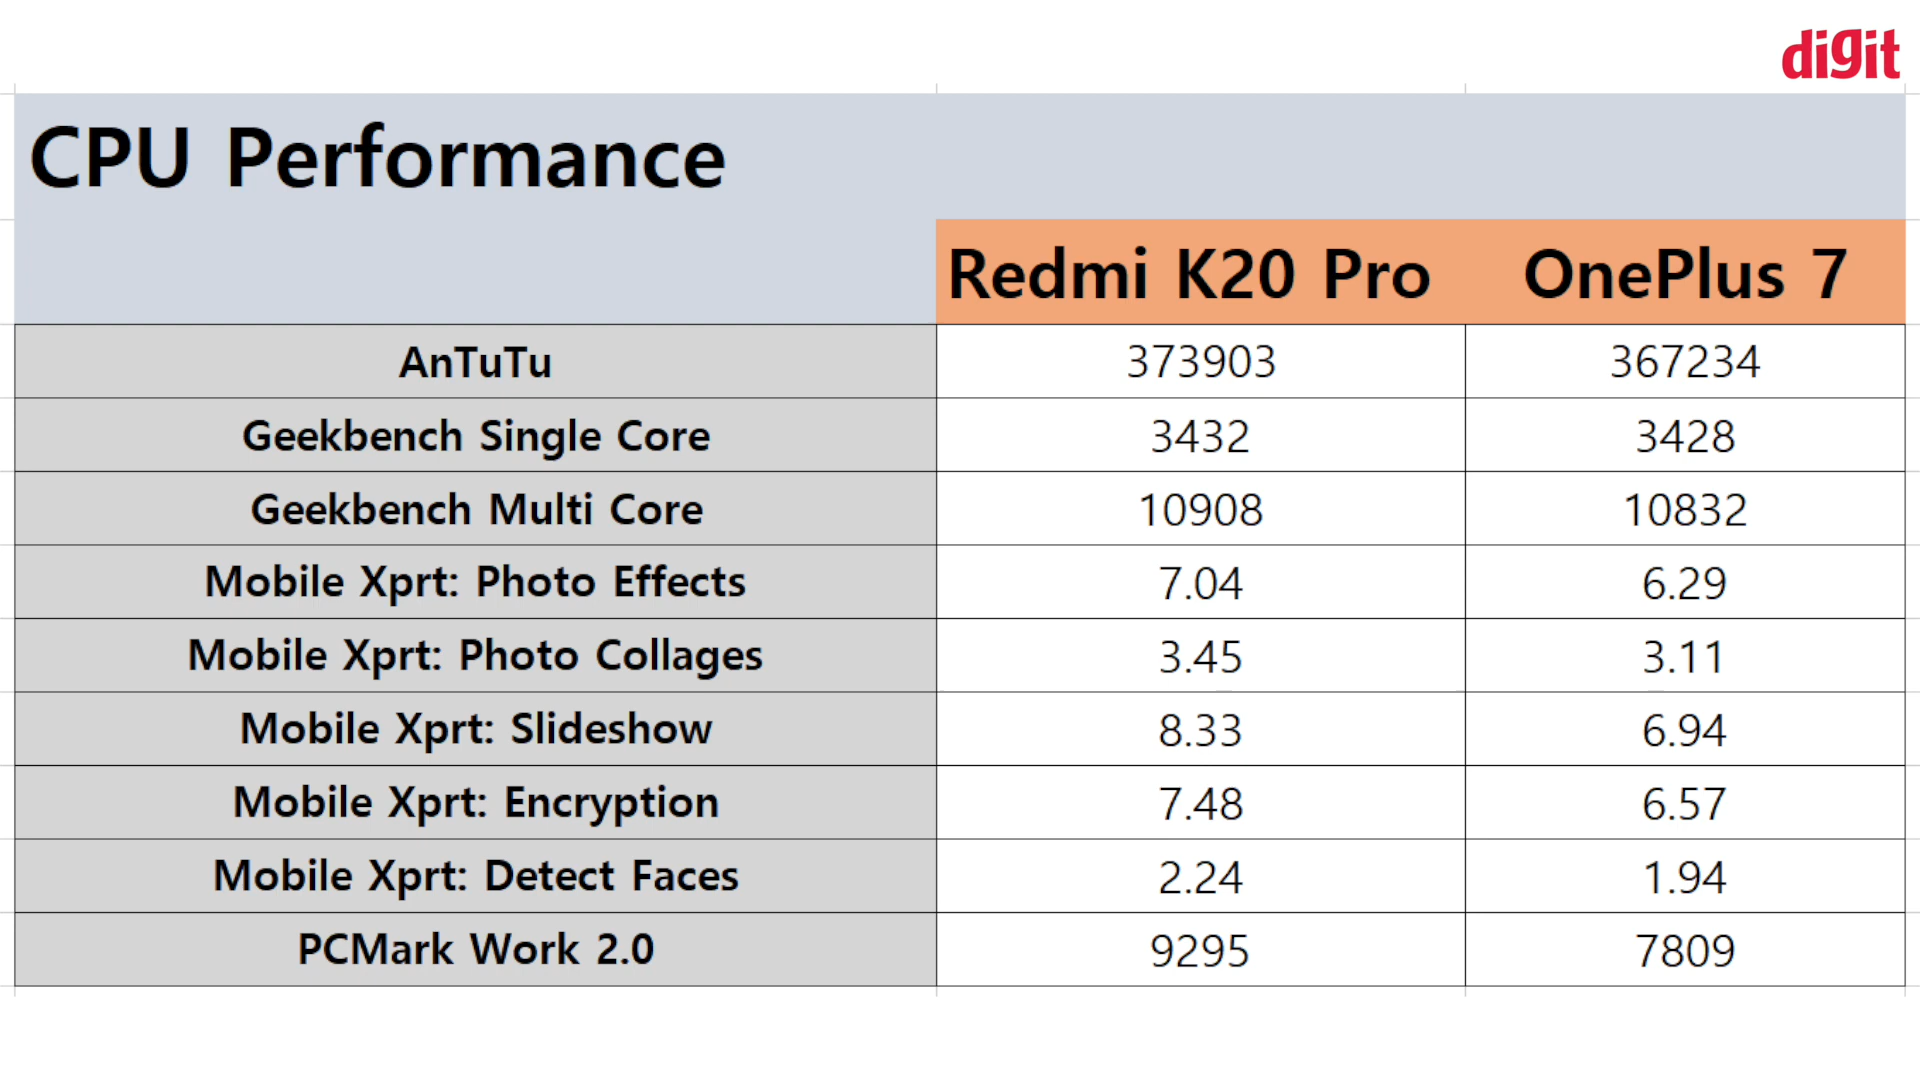 digit
CPU Performance
Redmi K20 Pro OnePlus 7
AnTuTu 373903 367234
Geekbench Single Core 3432 3428
Geekbench Multi Core 10908 10832
Mobile Xprt: Photo Effects 7.04 6.29
Mobile Xprt: Photo Collages 3.45 3.11
Mobile Xprt: Slideshow 8.33 6.94
Mobile Xprt: Encryption 7.48 6.57
Mobile Xprt: Detect Faces 2.24 1.94
PCMark Work 2.0 9295 7809